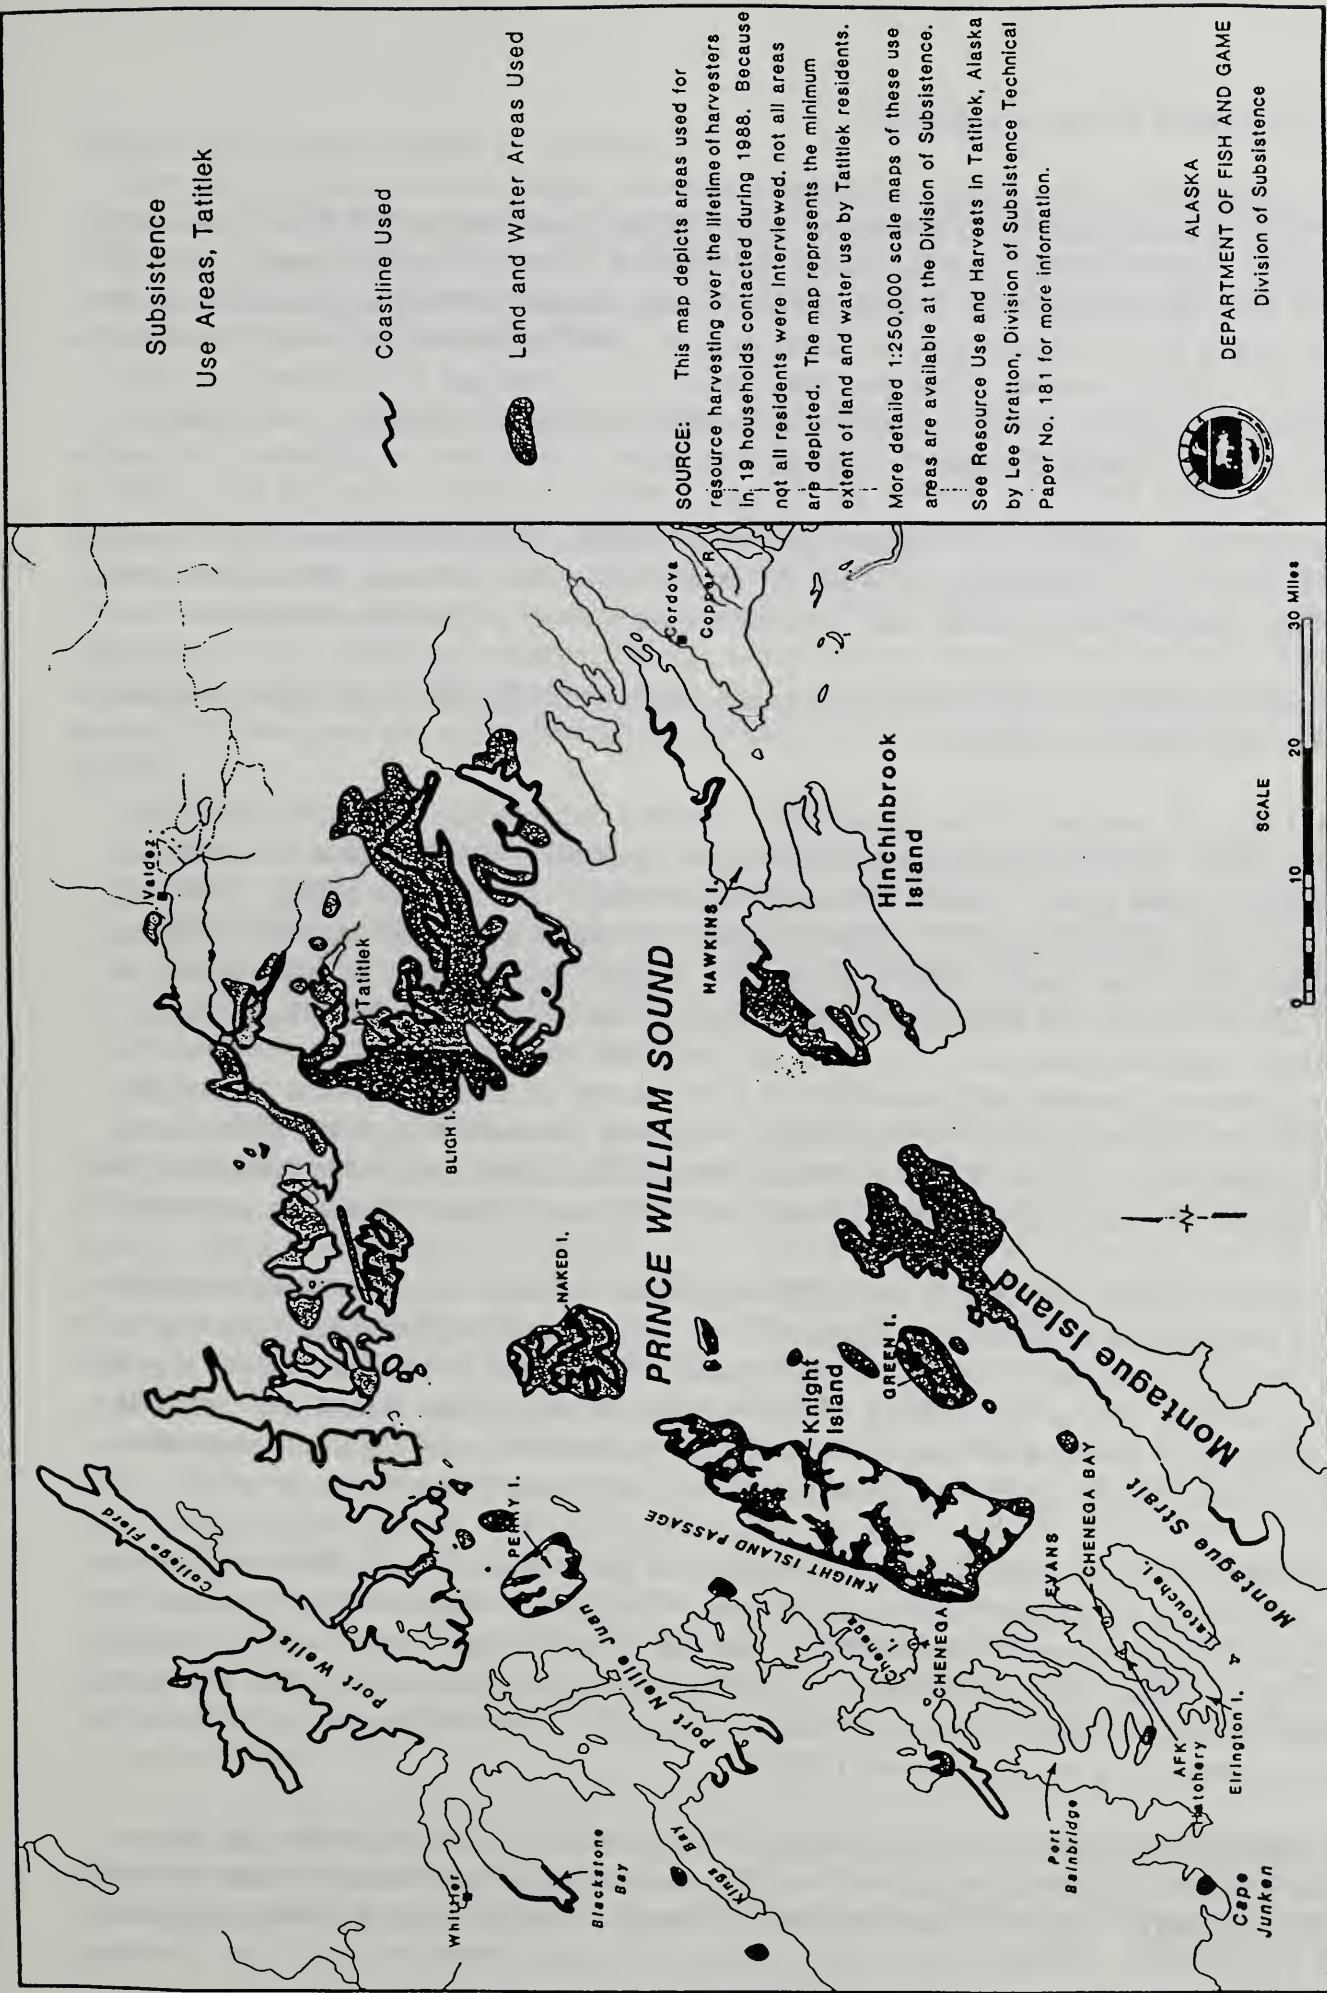 Subsistence
Use Areas, Tatitlek
Coastline Used
Land and Water Areas Used
SOURCE: This map depicts areas used for
resource harvesting over the lifetime of harvesters
in 19 households contacted during 1988. Because
not all residents were interviewed, not all areas
are depicted. The map represents the minimum
extent of land and water use by Tatitlek residents.
More detailed 1:250,000 scale maps of these use
areas are available at the Division of Subsistence.
See Resource Use and Harvests in Tatitlek, Alaska
by Lee Stratton, Division of Subsistence Technical
Paper No. 181 for more information.
ALASKA
DEPARTMENT OF FISH AND GAME
Division of Subsistence
Valdez
Tatitlek
BLIGH I.
College Fiord
Port Wells
Whittier
Blackstone
Bay
PERRY I.
NAKED I.
PRINCE WILLIAM SOUND
Cordova
Copper R
HAWKINS I.
Hinchinbrook
Island
Port Nellie Juan
Kings Bay
KNIGHT ISLAND PASSAGE
Knight
Island
GREEN I.
Montague Island
Montague Strait
Chenega
I.
CHENEGA
EVANS
CHENEGA BAY
Latouche I.
Port
Bainbridge
AFK
Hatchery
Elrington I.
Cape
Junken
N
SCALE
0 10 20 30 Miles